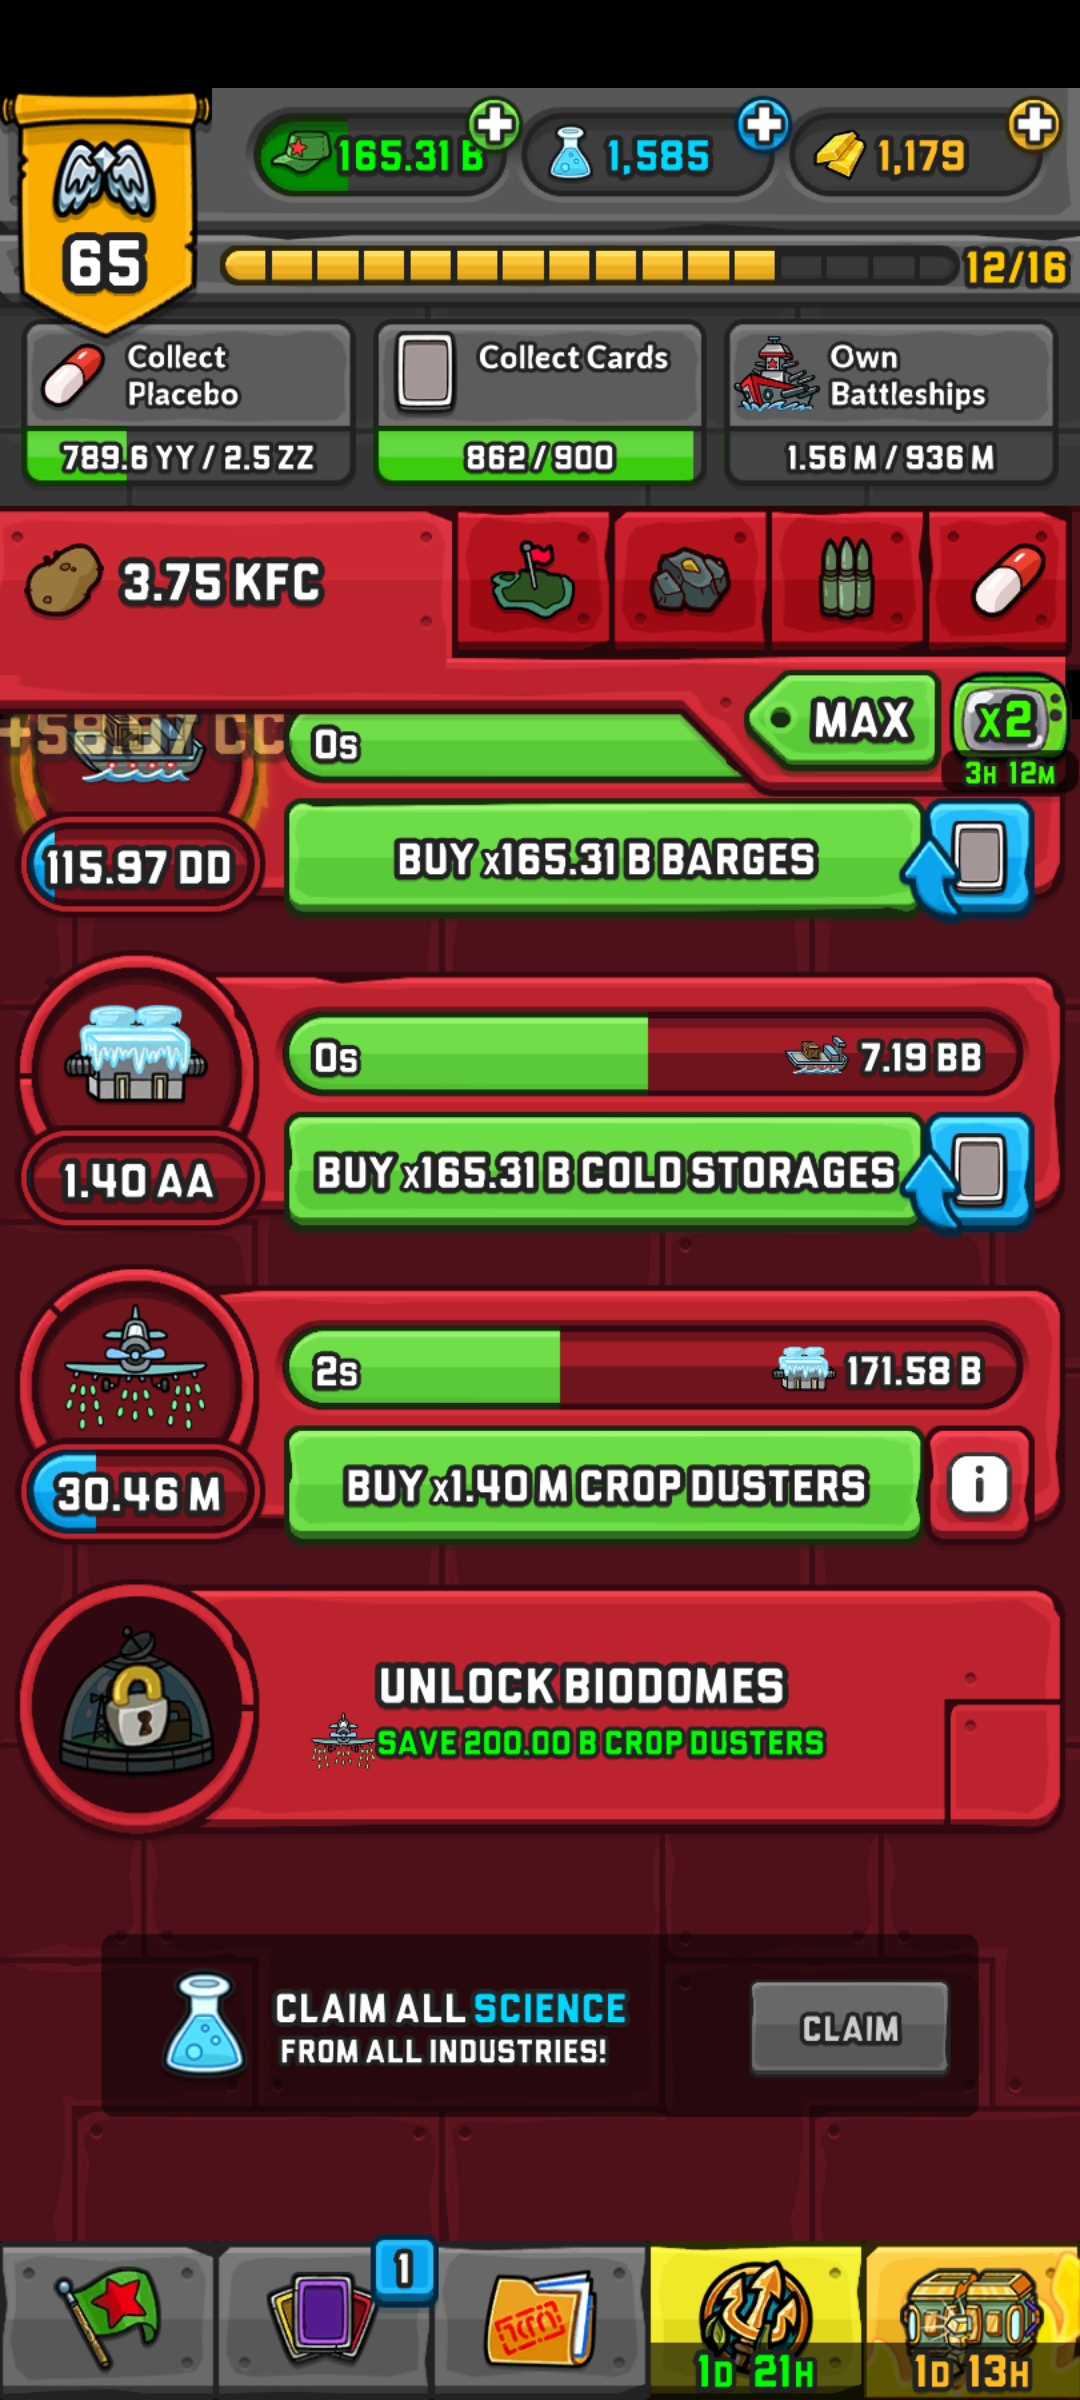 165.31 B
1,585
1,179
65
12/16
Collect
Placebo
789.6 YY / 2.5 ZZ
Collect Cards
862/900
Own
Battleships
1.56 M / 936 M
3.75 KFC
MAX
x2
3H 12M
0s
115.97 DD
BUY x165.31 B BARGES
0s
7.19 BB
1.40 AA
BUY x165.31 B COLD STORAGES
2s
171.58 B
30.46 M
BUY x1.40 M CROP DUSTERS
i
UNLOCK BIODOMES
SAVE 200.00 B CROP DUSTERS
CLAIM ALL SCIENCE
FROM ALL INDUSTRIES!
CLAIM
1
1D 21H
1D 13H